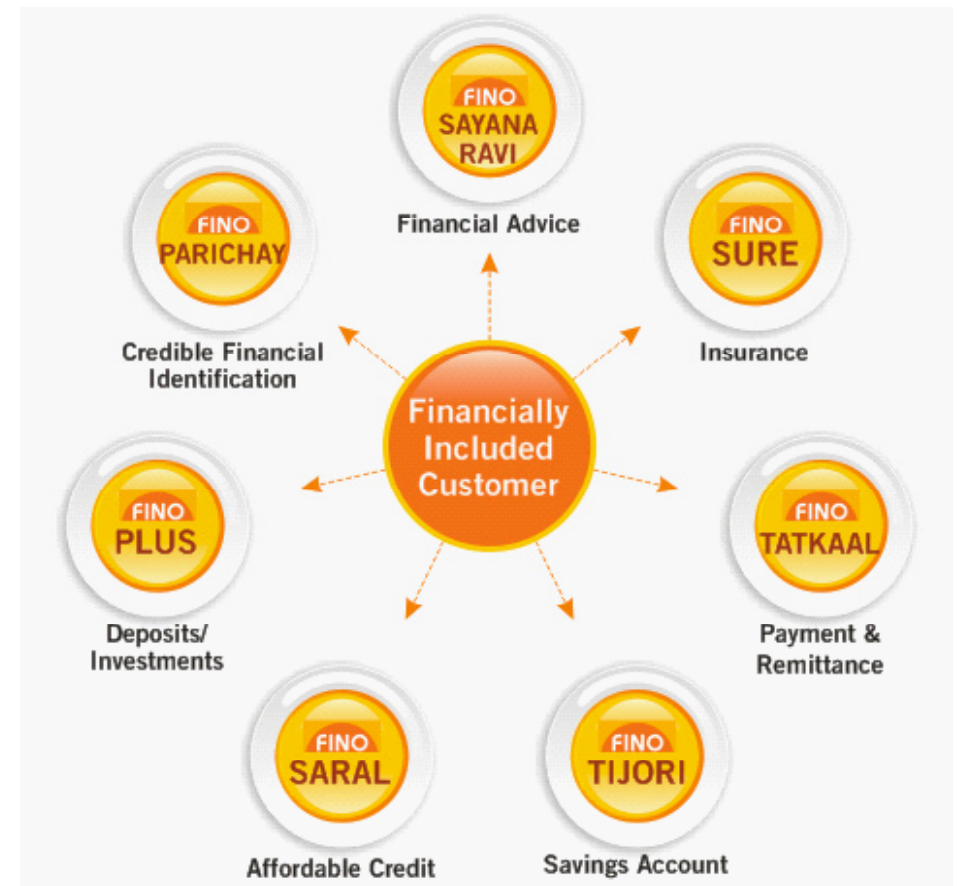 FINO
SAYANA
RAVI
Financial Advice
FINO
SURE
Insurance
FINO
TATKAAL
Payment &
Remittance
FINO
TIJORI
Savings Account
FINO
SARAL
Affordable Credit
FINO
PLUS
Deposits/
Investments
FINO
PARICHAY
Credible Financial
Identification
Financially
Included
Customer